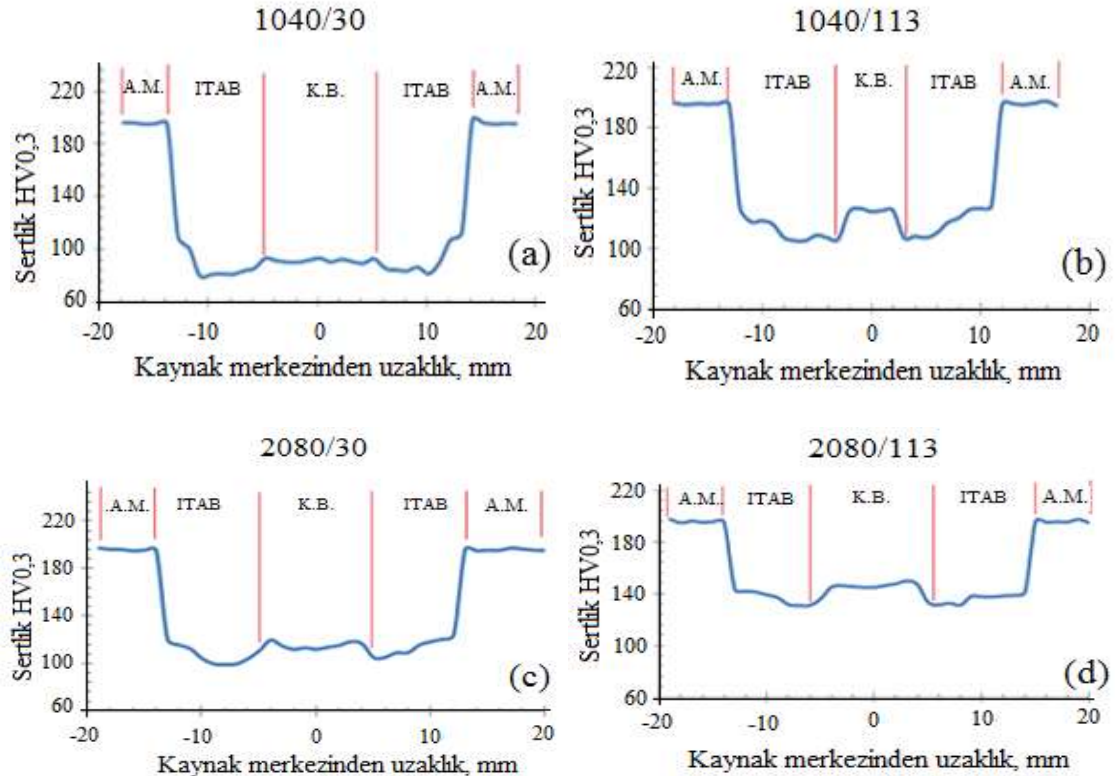 1040/30
A.M. ITAB K.B. ITAB A.M.
220
180
140
100
60
-20 -10 0 10 20
Sertlik HV0,3
(a)
Kaynak merkezinden uzaklık, mm
1040/113
A.M. ITAB K.B. ITAB A.M.
220
180
140
100
60
-20 -10 0 10 20
Sertlik HV0,3
(b)
Kaynak merkezinden uzaklık, mm
2080/30
.A.M. ITAB K.B. ITAB A.M.
220
180
140
100
60
-20 -10 0 10 20
Sertlik HV0,3
(c)
Kaynak merkezinden uzaklık, mm
2080/113
A.M. ITAB K.B. ITAB A.M.
220
180
140
100
60
-20 -10 0 10 20
Sertlik HV0,3
(d)
Kaynak merkezinden uzaklık, mm